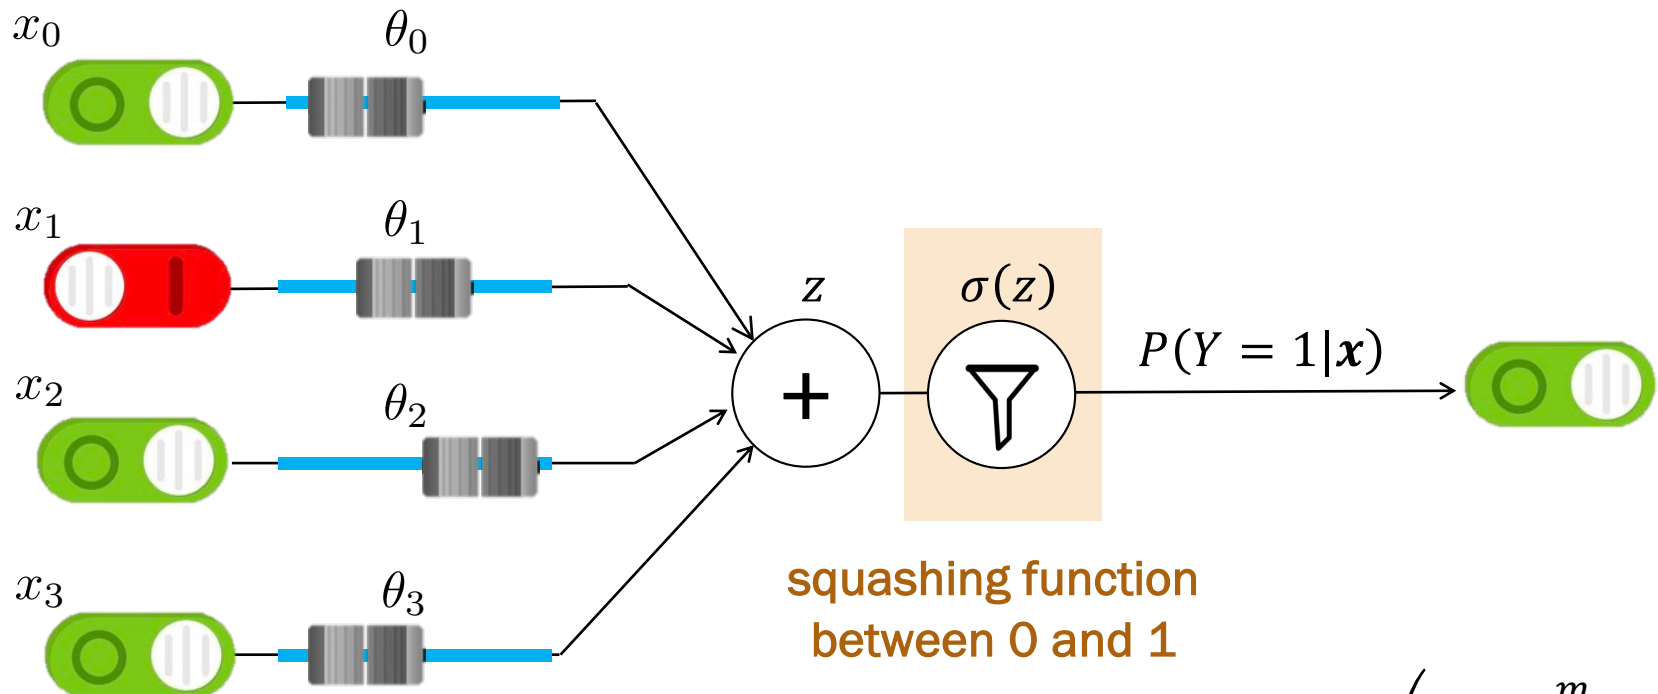 x₀ θ₀
x₁ θ₁
z σ(z)
P(Y = 1|x)
x₂ θ₂
+
x₃ θ₃
squashing function
between 0 and 1
( m